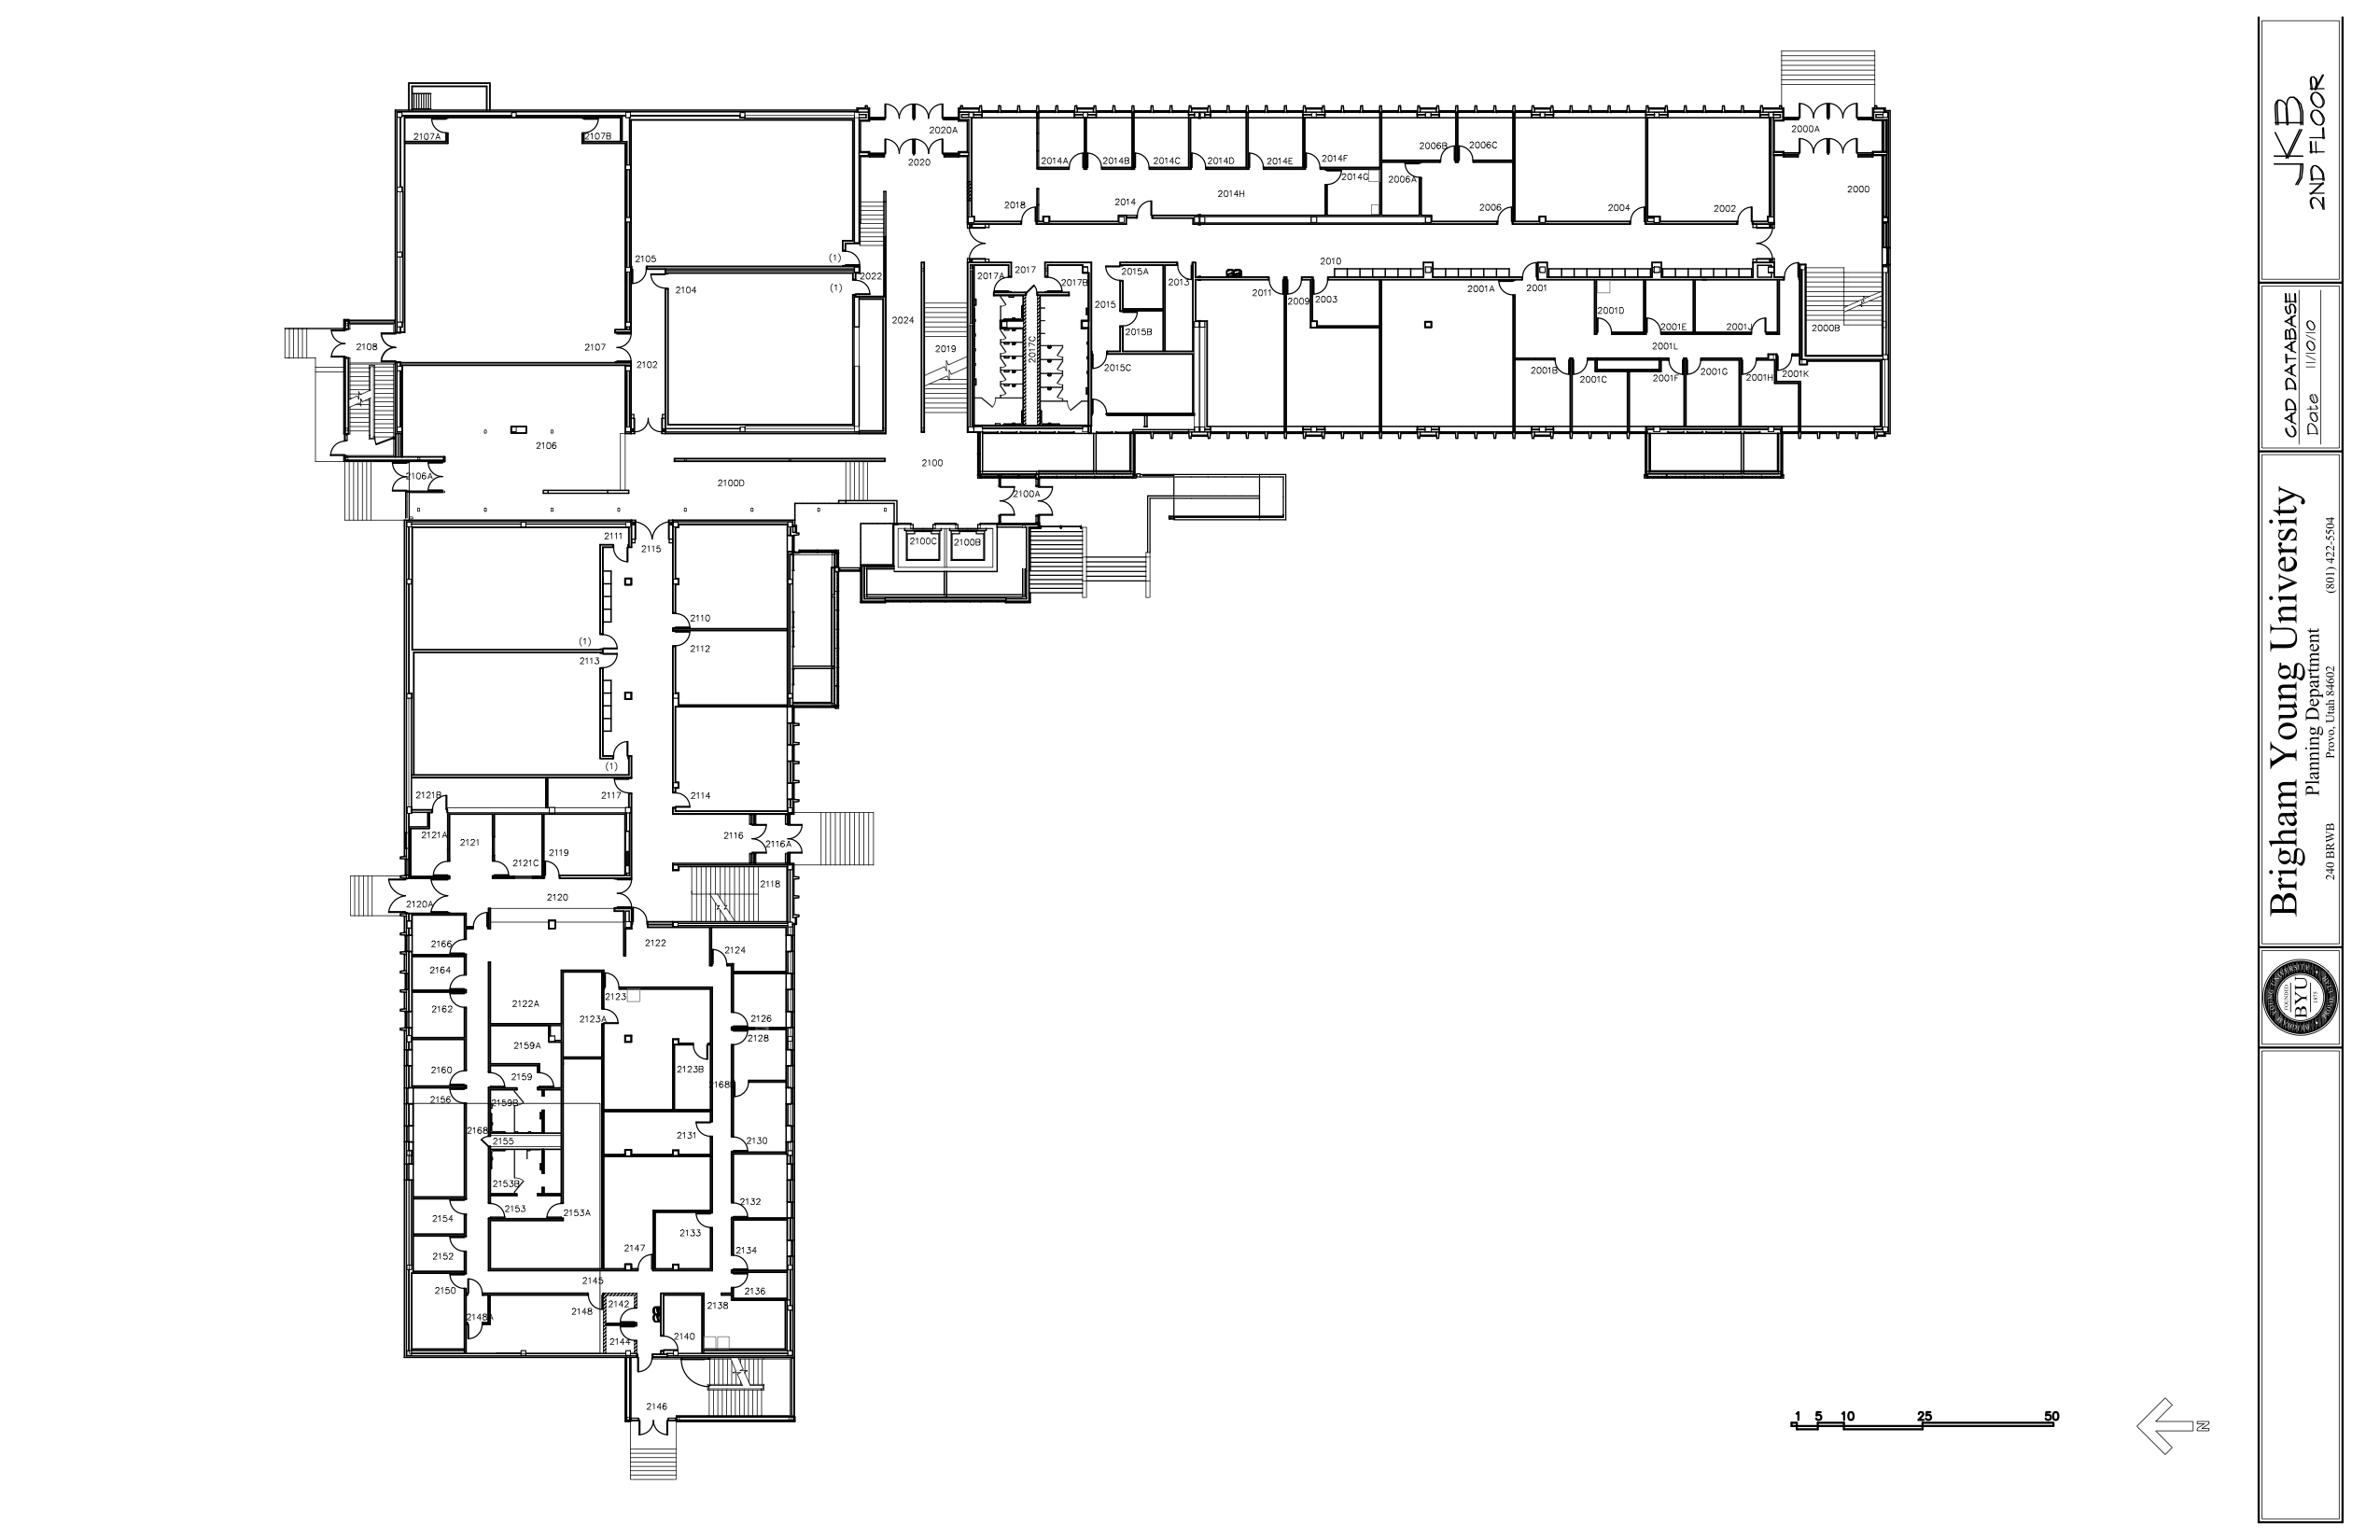 2107A
2107B
2020A
2020
2014A
2014B
2014C
2014D
2014E
2014F
2014G
2014H
2006A
2006B
2006C
2018
2014
2006
2004
2002
2000A
2000
2105
(1)
2022
(1)
2104
2024
2019
2017A
2017
2017B
2017C
2015A
2013
2015
2015B
2015C
2010
2011
2009
2003
2001A
2001
2001D
2001E
2001J
2000B
2001L
2001B
2001C
2001F
2001G
2001H
2001K
2108
2107
2102
2106
2106A
2100
2100D
2100A
2100C
2100B
2111
2115
2110
(1)
2113
2112
(1)
2121B
2117
2114
2121A
2121
2121C
2119
2116
2116A
2118
2120
2120A
2166
2122
2124
2164
2162
2122A
2123
2123A
2126
2128
2159A
2160
2159
2123B
2168
2156
2159B
2168
2155
2131
2130
2153B
2153
2153A
2154
2132
2133
2152
2147
2134
2150
2145
2136
2148A
2148
2142
2138
2144
2140
2146
1 5 10 25 50
N
JKB
2ND FLOOR
CAD DATABASE
Date 11/10/10
Brigham Young University
Planning Department
240 BRWB Provo, Utah 84602 (801) 422-5504
FOUNDED
BYU
1875